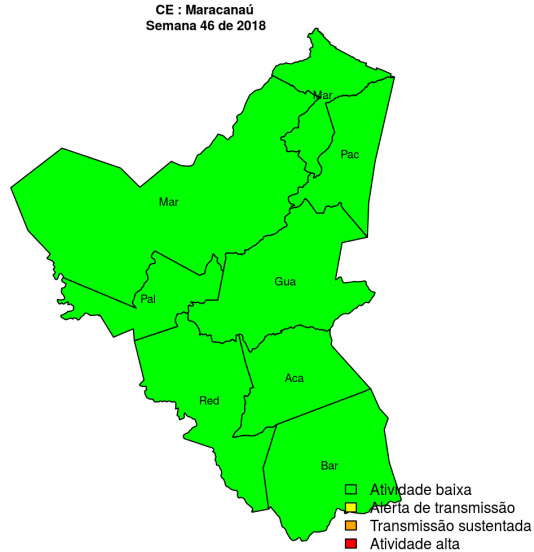 CE : Maracanaú
Semana 46 de 2018
Mar
Pac
Mar
Gua
Pal
Aca
Red
Bar
Atividade baixa
Alerta de transmissão
Transmissão sustentada
Atividade alta